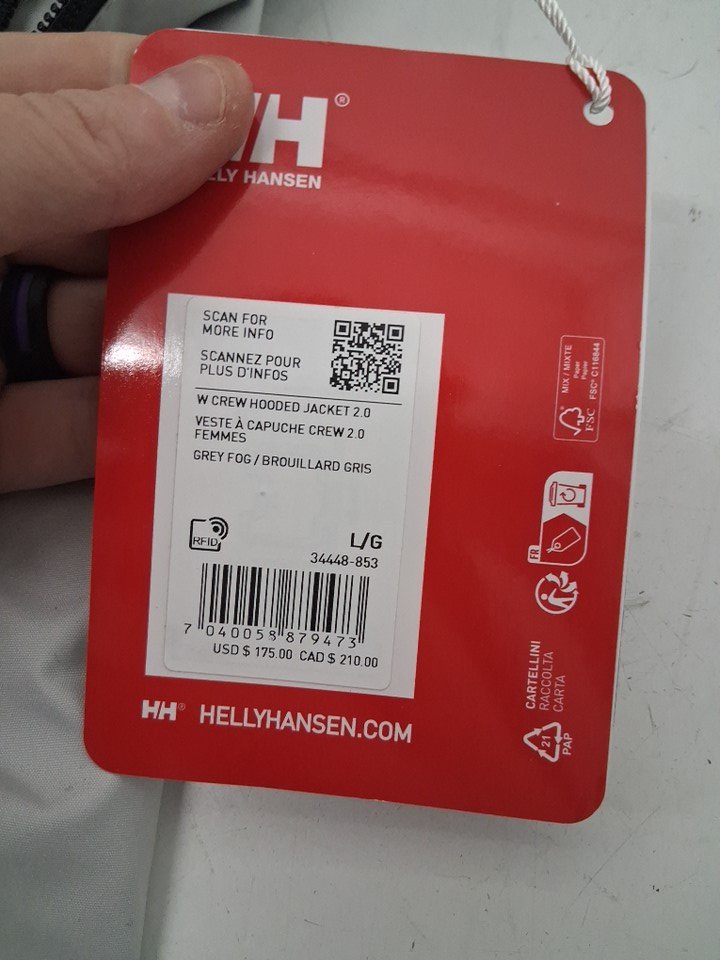 HH®
LLY HANSEN
SCAN FOR
MORE INFO
SCANNEZ POUR
PLUS D'INFOS
W CREW HOODED JACKET 2.0
VESTE À CAPUCHE CREW 2.0
FEMMES
GREY FOG / BROUILLARD GRIS
RFID
L/G
34448-853
7 040058 879473
USD $ 175.00 CAD $ 210.00
HH® HELLYHANSEN.COM
MIX / MIXTE
Paper
Papier
FSC® C116844
FSC
FR
CARTELLINI
RACCOLTA
CARTA
21
PAP